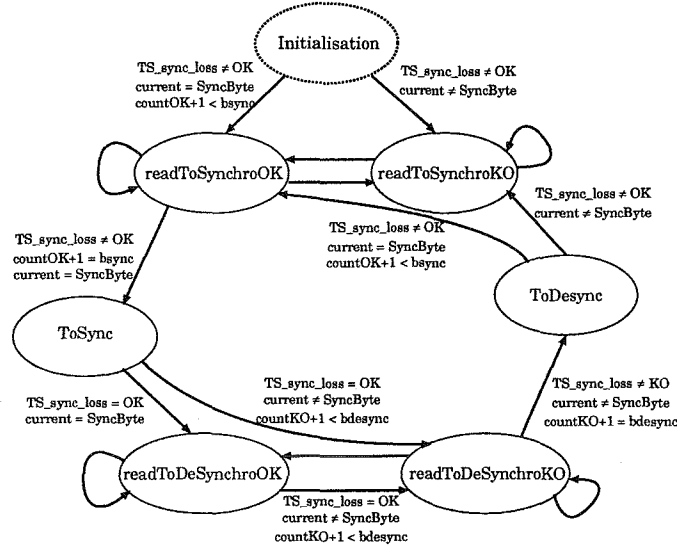 Initialisation
TS_sync_loss ≠ OK
current = SyncByte
countOK+1 < bsync
TS_sync_loss ≠ OK
current ≠ SyncByte
readToSynchroOK
readToSynchroKO
TS_sync_loss ≠ OK
current ≠ SyncByte
TS_sync_loss ≠ OK
current = SyncByte
countOK+1 < bsync
TS_sync_loss ≠ OK
countOK+1 = bsync
current = SyncByte
ToDesync
ToSync
TS_sync_loss = OK
current = SyncByte
TS_sync_loss = OK
current ≠ SyncByte
countKO+1 < bdesync
TS_sync_loss ≠ KO
current ≠ SyncByte
countKO+1 = bdesync
readToDeSynchroOK
readToDeSynchroKO
TS_sync_loss = OK
current ≠ SyncByte
countKO+1 < bdesync